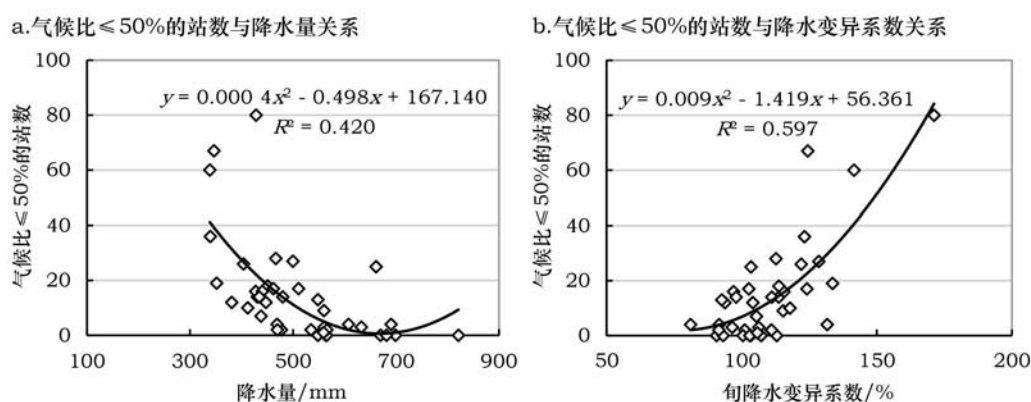 a.气候比≤50%的站数与降水量关系
100
80
60
40
20
0
y = 0.000 4x² - 0.498x + 167.140
R² = 0.420
气候比≤50%的站数
100
300
500
700
900
降水量/mm
b.气候比≤50%的站数与降水变异系数关系
100
80
60
40
20
0
y = 0.009x² - 1.419x + 56.361
R² = 0.597
气候比≤50%的站数
50
100
150
200
旬降水变异系数/%